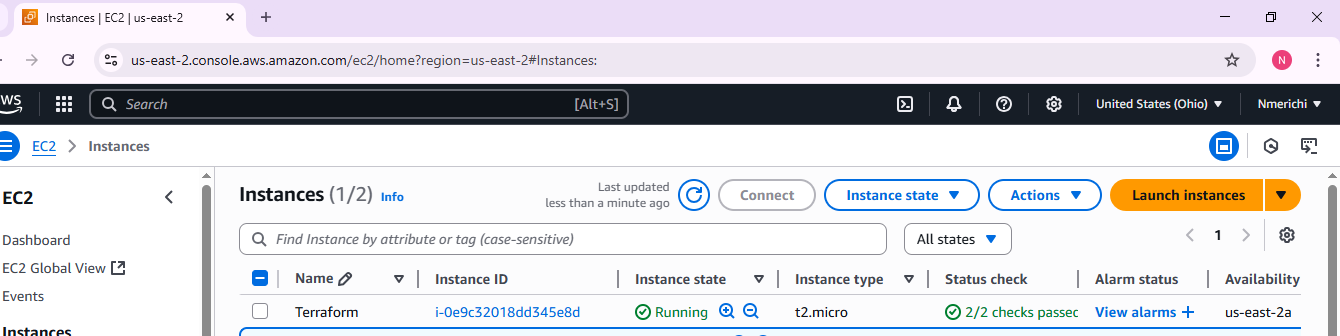 Instances | EC2 | us-east-2
us-east-2.console.aws.amazon.com/ec2/home?region=us-east-2#Instances:
N
WS
Search [Alt+S]
United States (Ohio)
Nmerichi
EC2 > Instances
EC2
Dashboard
EC2 Global View
Events
Instances
Instances (1/2) Info
Last updated
less than a minute ago
Connect
Instance state
Actions
Launch instances
Find Instance by attribute or tag (case-sensitive)
All states
1
Name Instance ID Instance state Instance type Status check Alarm status Availability
Terraform i-0e9c32018dd345e8d Running t2.micro 2/2 checks passec View alarms + us-east-2a